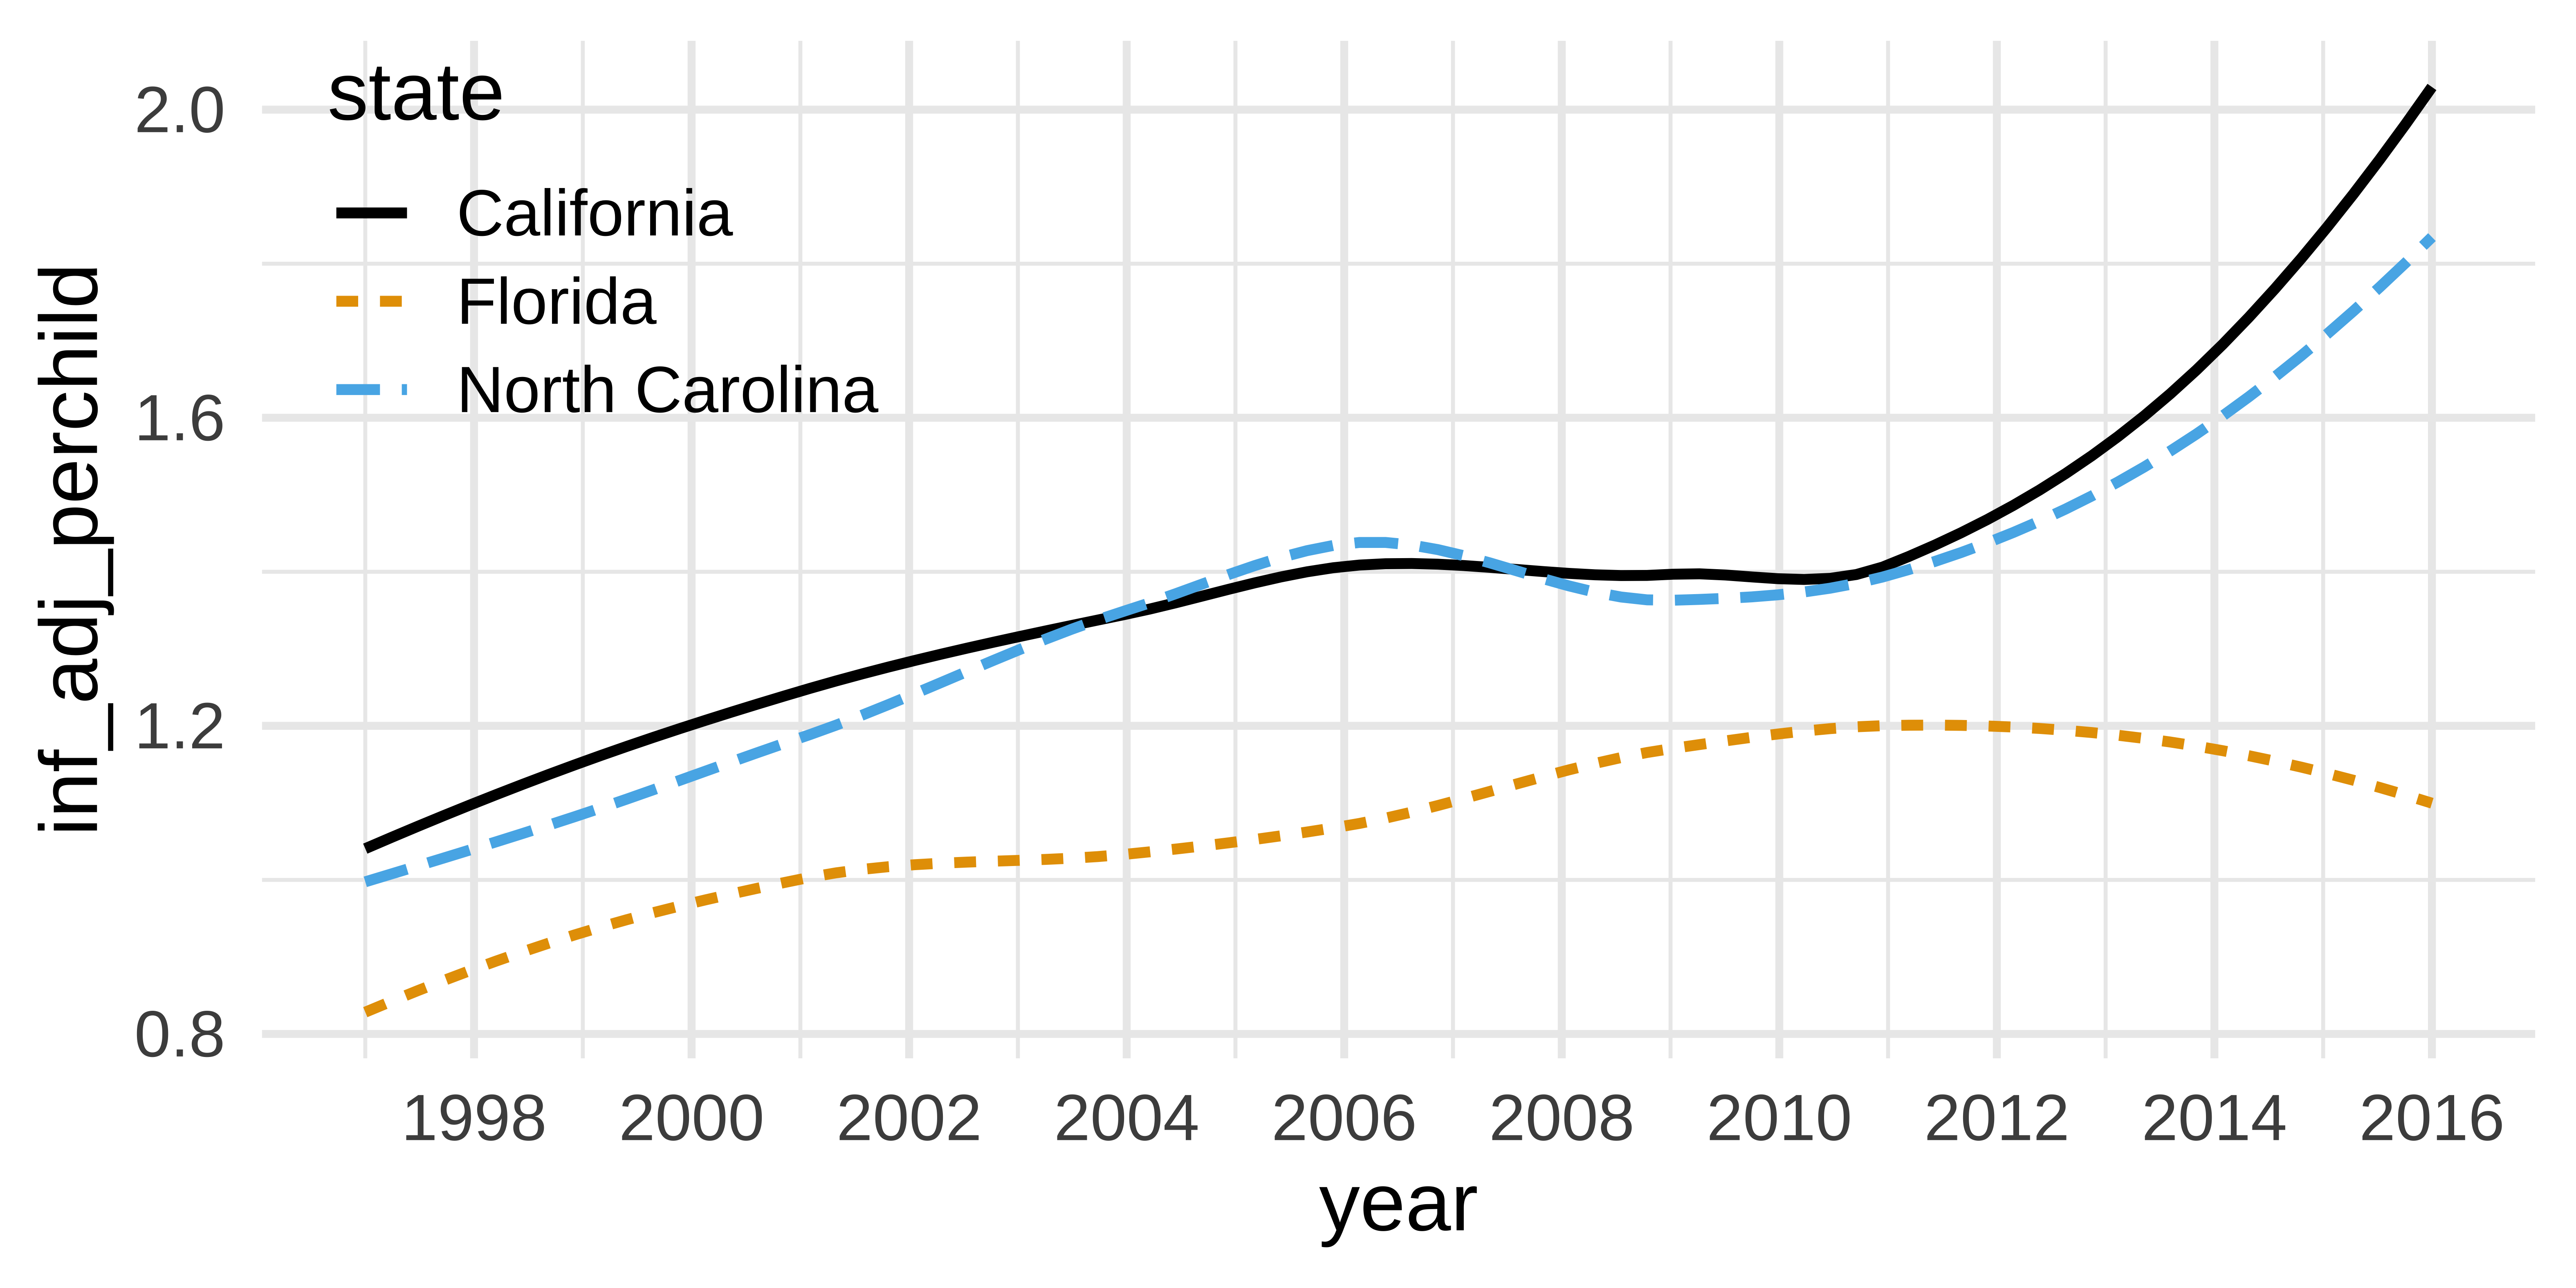 state
California
Florida
North Carolina
inf_adj_perchild
2.0
1.6
1.2
0.8
1998 2000 2002 2004 2006 2008 2010 2012 2014 2016
year